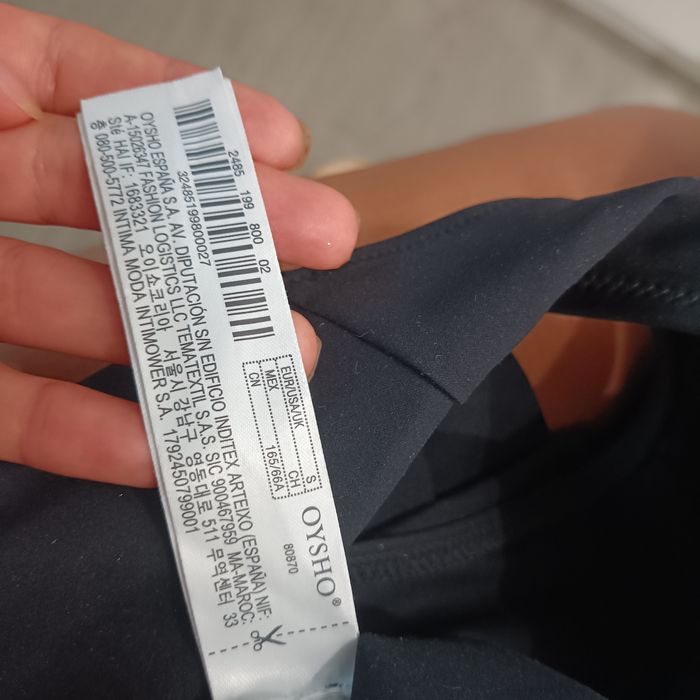 2485 199 800 02
32485199800027
OYSHO ESPAÑA S.A. AV. DIPUTACIÓN S/N EDIFICIO INDITEX ARTEIXO (ESPAÑA) NIF:
A-15026347 FASHION LOGISTICS LLC TEMATEXTIL S.A.S. SIC 900467959 MA-MAROC:
Sté HAI IF: 1683321 오이쇼코리아 서울시 강남구 영동대로 511 무역센터 33
층 080-500-5772 INTIMA MODA INTIMOWER S.A. 1792450799001
EUR/USA/UK S
MEX CH
CN 165/66A
OYSHO®
80870